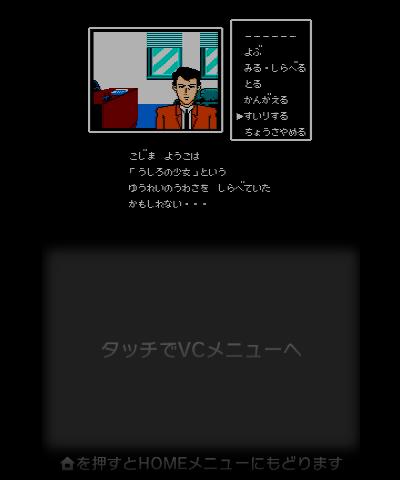 ーーーーーー
よぶ
みる・しらべる
とる
かんがえる
▶すいりする
ちょうさやめる
こじま　ようこは
「うしろの少女」という
ゆうれいのうわさを　しらべていた
かもしれない・・・
タッチでVCメニューへ
を押すとHOMEメニューにもどります